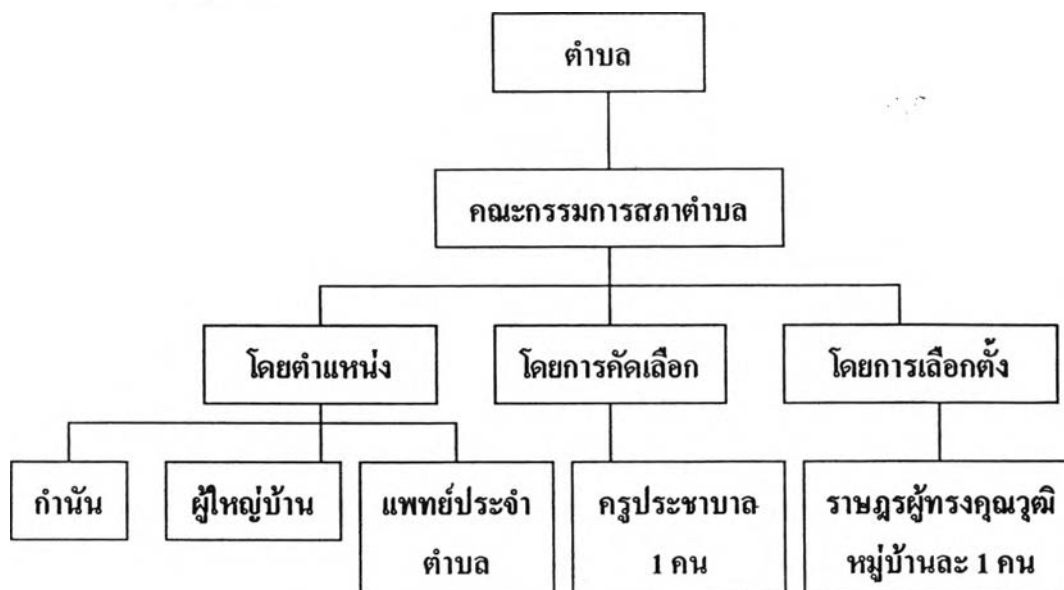 ตำบล
คณะกรรมการสภาตำบล
โดยตำแหน่ง
โดยการคัดเลือก
โดยการเลือกตั้ง
กำนัน
ผู้ใหญ่บ้าน
แพทย์ประจำ
ตำบล
ครูประชาบาล
1 คน
ราษฎรผู้ทรงคุณวุฒิ
หมู่บ้านละ 1 คน